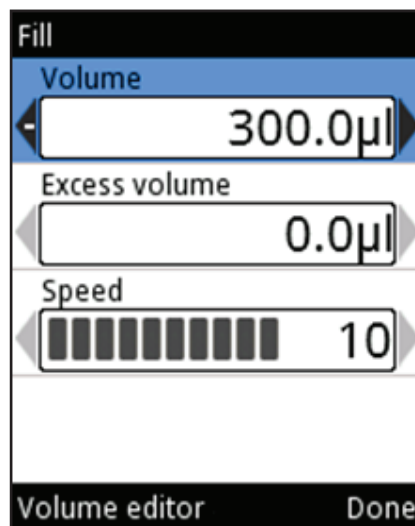 Fill
Volume
- 300.0µl
Excess volume
0.0µl
Speed
10
Volume editor Done